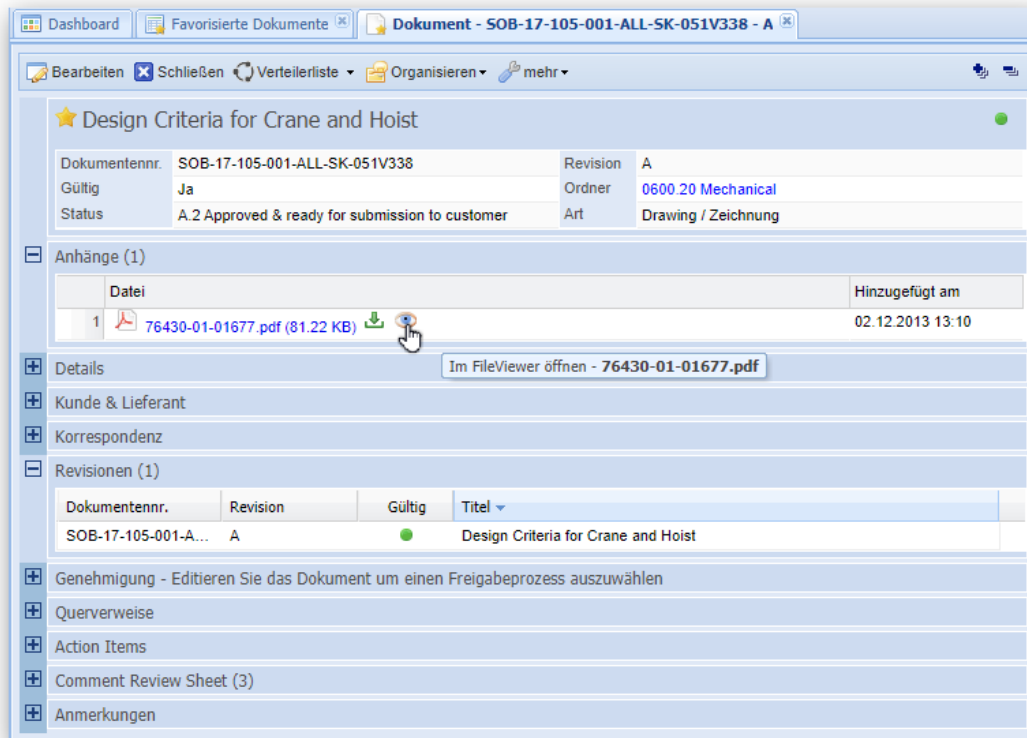 Dashboard Favorisierte Dokumente Dokument - SOB-17-105-001-ALL-SK-051V338 - A
Bearbeiten Schließen Verteilerliste Organisieren mehr
Design Criteria for Crane and Hoist
Dokumentennr. SOB-17-105-001-ALL-SK-051V338 Revision A
Gültig Ja Ordner 0600.20 Mechanical
Status A.2 Approved & ready for submission to customer Art Drawing / Zeichnung
Anhänge (1)
Datei Hinzugefügt am
1 76430-01-01677.pdf (81.22 KB) 02.12.2013 13:10
Im FileViewer öffnen - 76430-01-01677.pdf
Details
Kunde & Lieferant
Korrespondenz
Revisionen (1)
Dokumentennr. Revision Gültig Titel
SOB-17-105-001-A... A Design Criteria for Crane and Hoist
Genehmigung - Editieren Sie das Dokument um einen Freigabeprozess auszuwählen
Querverweise
Action Items
Comment Review Sheet (3)
Anmerkungen